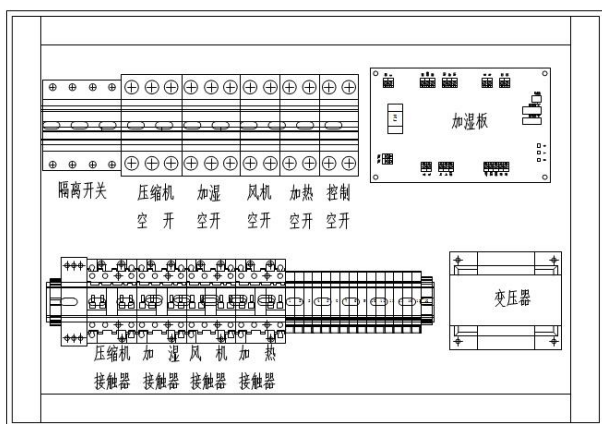 加湿板
隔离开关 压缩机 加湿 风机 加热 控制
空 开 空开 空开 空开 空开
变压器
压缩机 加 湿 风 机 加 热
接触器 接触器 接触器 接触器